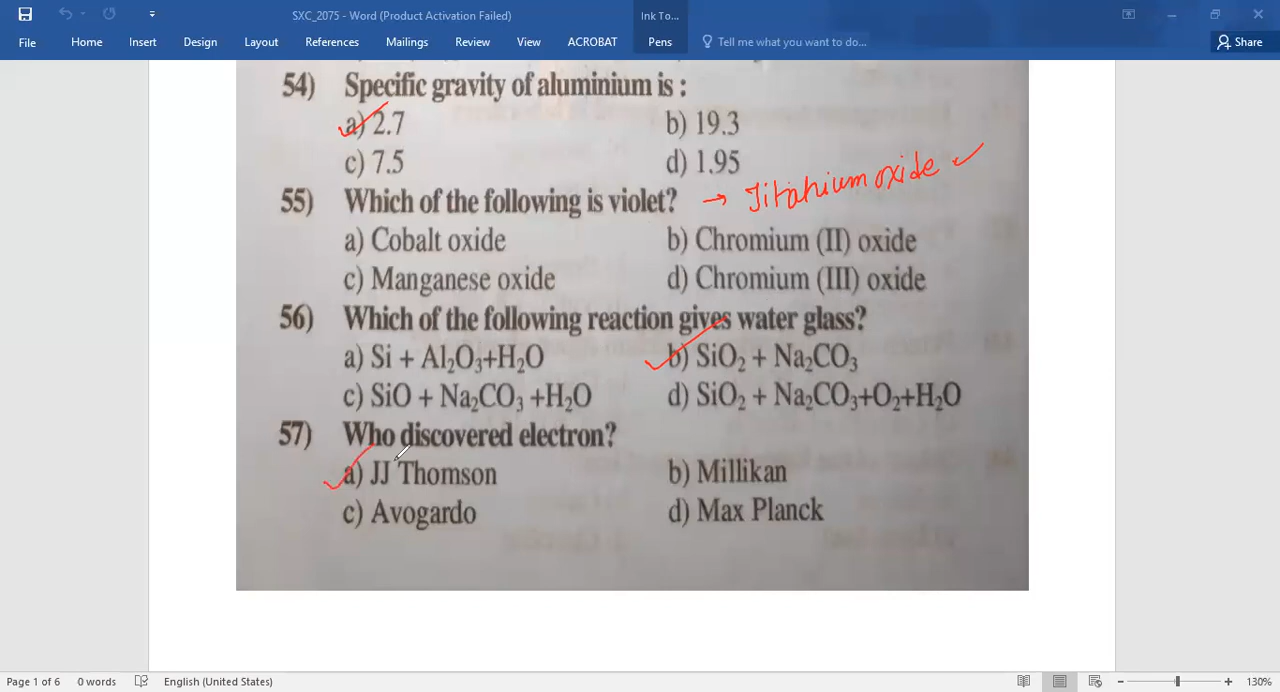 SXC_2075 - Word (Product Activation Failed)
Ink To...
File Home Insert Design Layout References Mailings Review View ACROBAT Pens Tell me what you want to do... Share
54) Specific gravity of aluminium is :
a) 2.7 b) 19.3
c) 7.5 d) 1.95
55) Which of the following is violet? → Titanium oxide ✓
a) Cobalt oxide b) Chromium (II) oxide
c) Manganese oxide d) Chromium (III) oxide
56) Which of the following reaction gives water glass?
a) Si + Al₂O₃+H₂O b) SiO₂ + Na₂CO₃
c) SiO + Na₂CO₃ +H₂O d) SiO₂ + Na₂CO₃+O₂+H₂O
57) Who discovered electron?
a) JJ Thomson b) Millikan
c) Avogardo d) Max Planck
Page 1 of 6 0 words English (United States) 130%